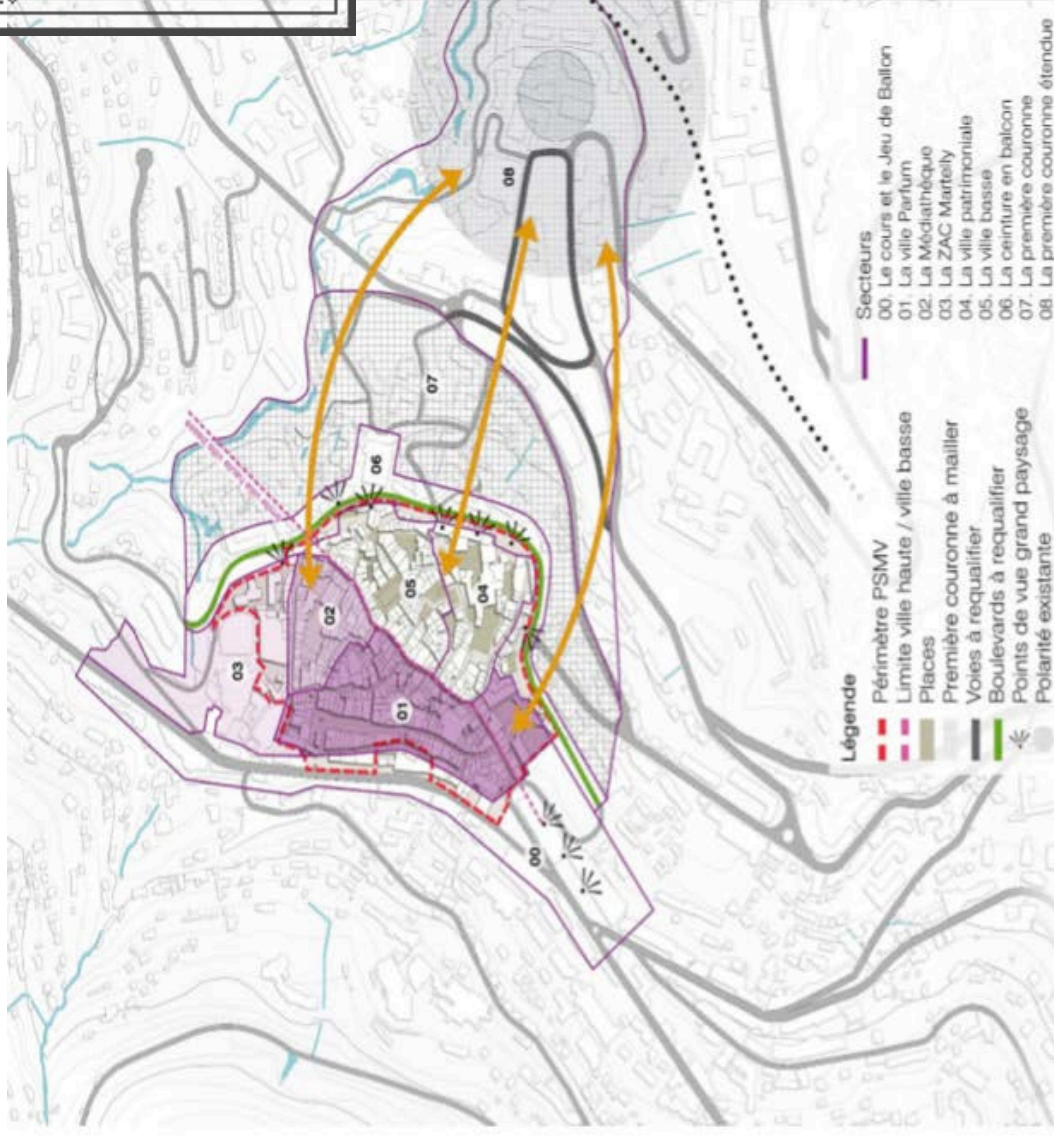 03
02
01
00
04
05
06
07
08
Légende
Périmètre PSMV
Limite ville haute / ville basse
Places
Première couronne à mailler
Voies à requalifier
Boulevards à requalifier
Points de vue grand paysage
Polarité existante
Secteurs
00. Le cours et le Jeu de Ballon
01. La ville Parfum
02. La Médiathèque
03. La ZAC Martelly
04. La ville patrimoniale
05. La ville basse
06. La ceinture en balcon
07. La première couronne
08. La première couronne étendue